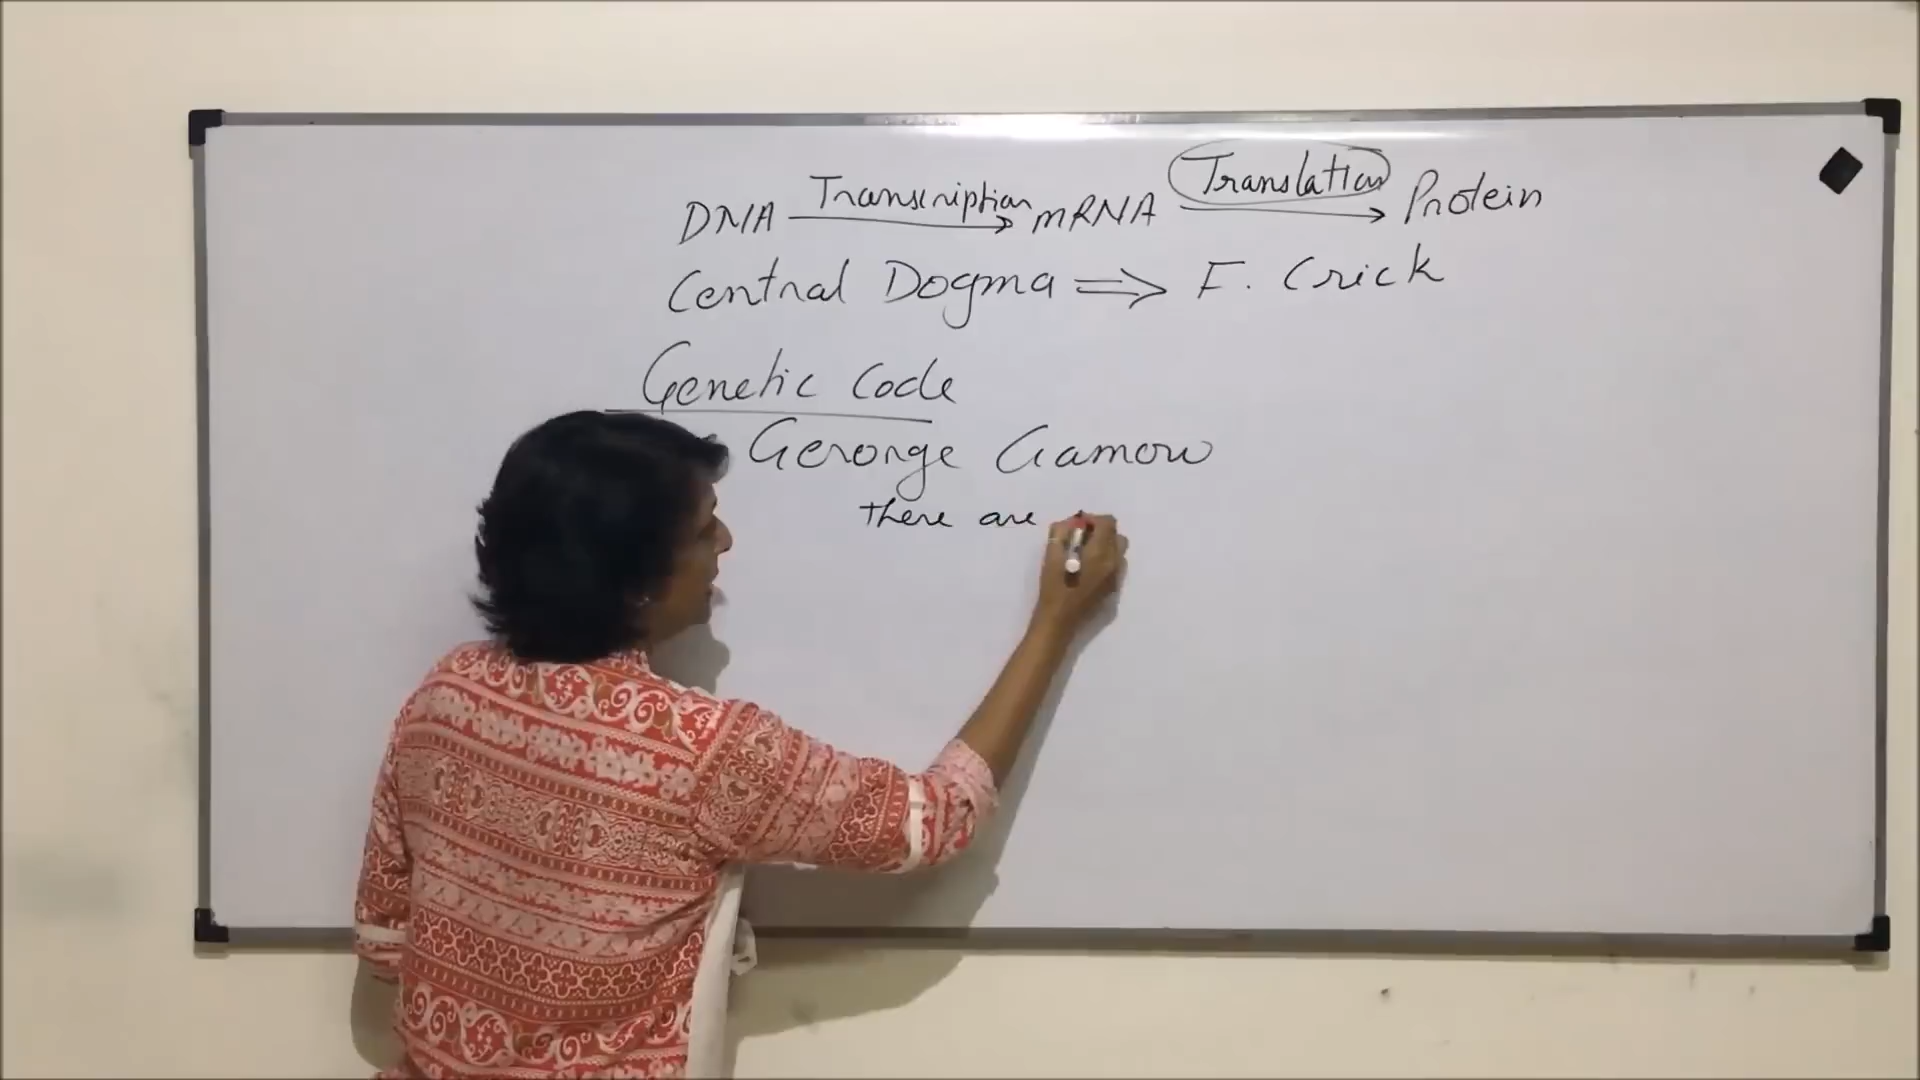 DNA Transcription mRNA Translation Protein
Central Dogma ⇒ F. Crick
Genetic Code
Geronge Gamow
there are